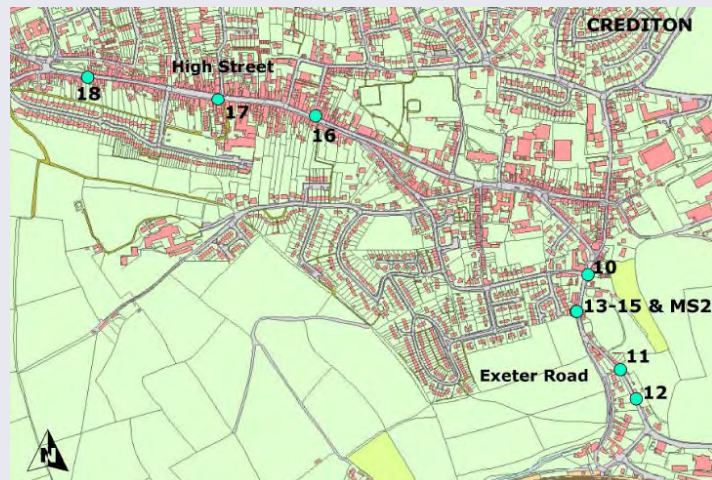 CREDITON
High Street
18
17
16
10
13-15 & MS2
11
Exeter Road
12
N